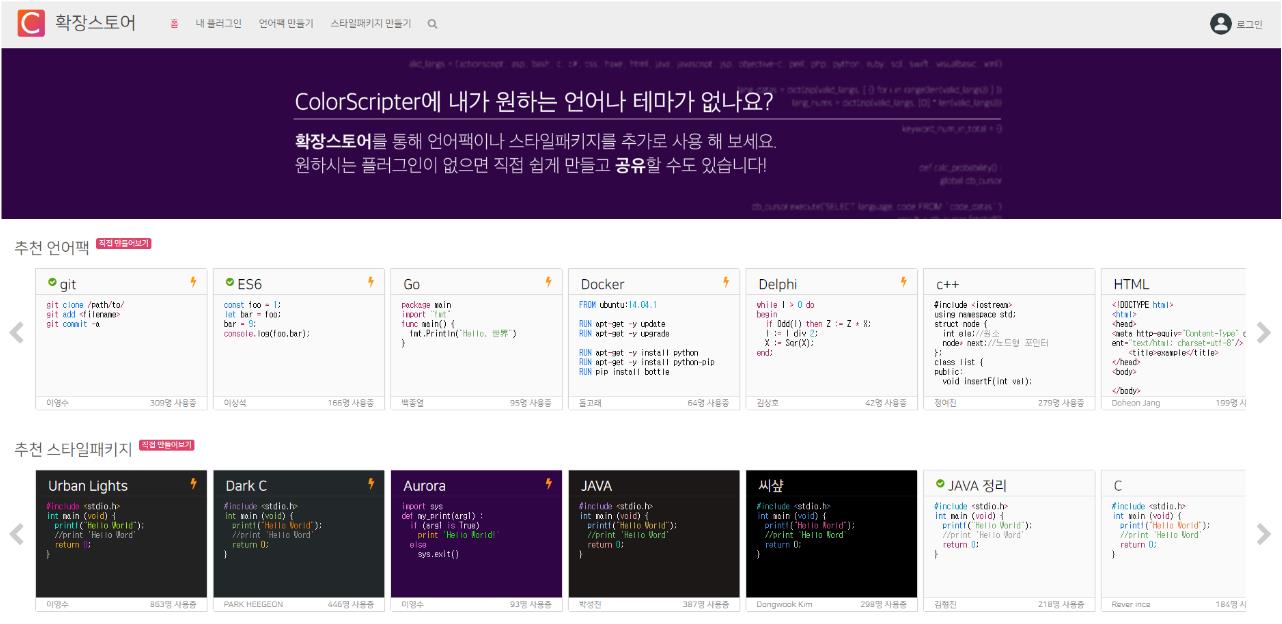 C 확장스토어 홈 내 플러그인 언어팩 만들기 스타일패키지 만들기 로그인
ColorScripter에 내가 원하는 언어나 테마가 없나요?
확장스토어를 통해 언어팩이나 스타일패키지를 추가로 사용 해 보세요.
원하시는 플러그인이 없으면 직접 쉽게 만들고 공유할 수도 있습니다!
keyword_num_in_total = {}
def calc_probability() :
global db_cursor
추천 언어팩 직접 만들어보기
git
git clone /path/to/
git add <filename>
git commit -a
이영수 309명 사용중
ES6
const foo = 1;
let bar = foo;
bar = 9;
console.log(foo,bar);
이상석 166명 사용중
Go
package main
import "fmt"
func main() {
fmt.Println("Hello, 世界")
}
백종열 95명 사용중
Docker
FROM ubuntu:14.04.1
RUN apt-get -y update
RUN apt-get -y upgrade
RUN apt-get -y install python
RUN apt-get -y install python-pip
RUN pip install bottle
돌고래 64명 사용중
Delphi
while I > 0 do
begin
if Odd(I) then Z := Z * X;
I := I div 2;
X := Sqr(X);
end;
김상호 42명 사용중
c++
#include <iostream>
using namespace std;
struct node {
int ele;//원소
node* next;//노드형 포인터
};
class list {
public:
void insertF(int val);
정여진 279명 사용중
HTML
<!DOCTYPE html>
<html>
<head>
<meta http-equiv="Content-Type" c
ent="text/html; charset=utf-8"/>
<title>example</title>
</head>
<body>
</body>
Doheon Jang 199명 사
추천 스타일패키지 직접 만들어보기
Urban Lights
#include <stdio.h>
int main (void) {
printf("Hello World");
//print 'Hello Word'
return 0;
}
이영수 863명 사용중
Dark C
#include <stdio.h>
int main (void) {
printf("Hello World");
//print 'Hello Word'
return 0;
}
PARK HEEGEON 446명 사용중
Aurora
import sys
def my_print(arg1) :
if (arg1 is True)
print 'Hello World!'
else
sys.exit()
이영수 93명 사용중
JAVA
#include <stdio.h>
int main (void) {
printf("Hello World");
//print 'Hello Word'
return 0;
}
박성진 387명 사용중
씨샾
#include <stdio.h>
int main (void) {
printf("Hello World");
//print 'Hello Word'
return 0;
}
Dongwook Kim 298명 사용중
JAVA 정리
#include <stdio.h>
int main (void) {
printf("Hello World");
//print 'Hello Word'
return 0;
}
김형진 218명 사용중
C
#include <stdio.h>
int main (void) {
printf("Hello World");
//print 'Hello Word'
return 0;
}
Rever ince 184명 사